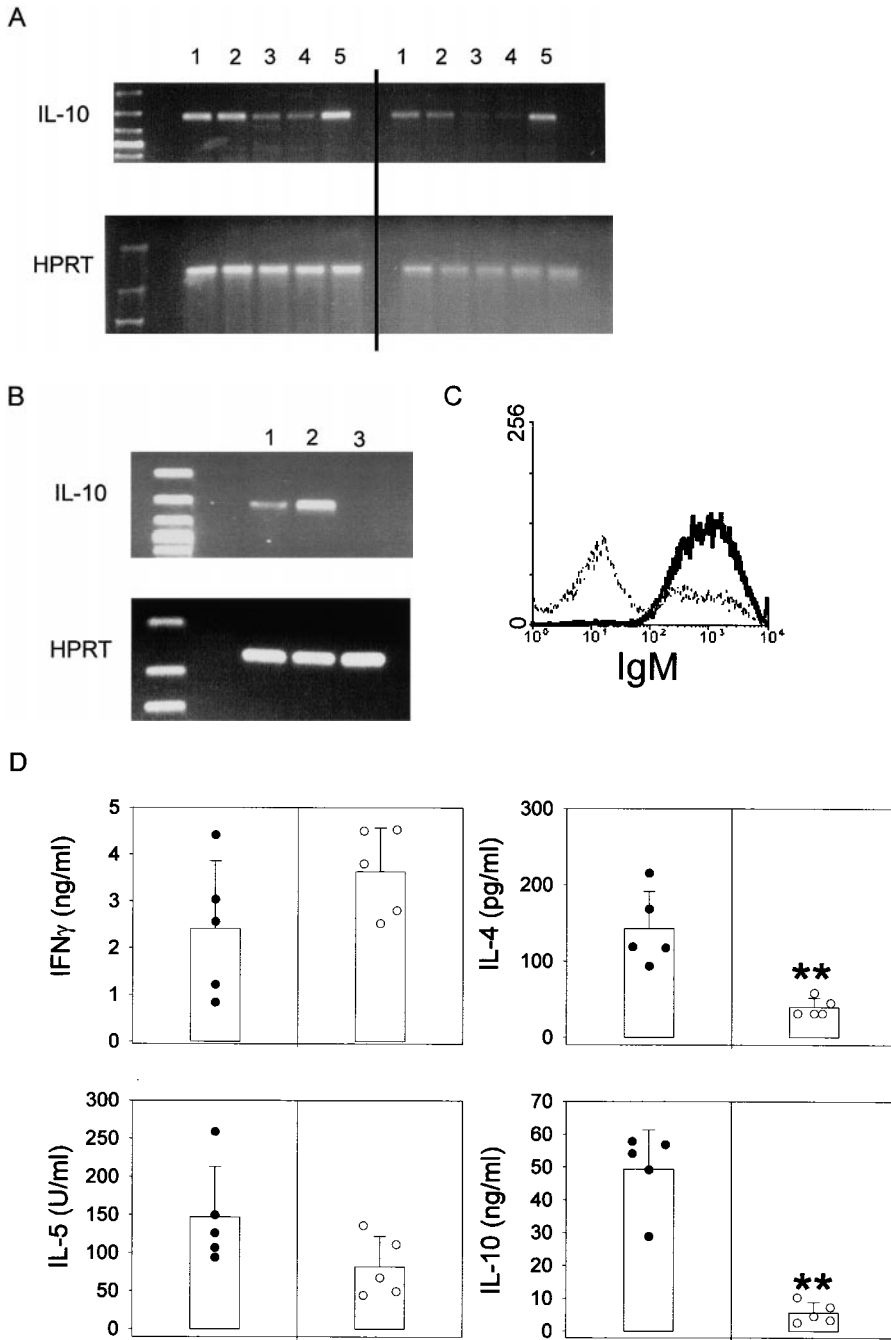 A
1 2 3 4 5 1 2 3 4 5
IL-10
HPRT
B
1 2 3
IL-10
HPRT
C
256
0
10⁰ 10¹ 10² 10³ 10⁴
IgM
D
5
4
3
2
1
0
IFNγ (ng/ml)
300
200
100
0
IL-4 (pg/ml)
**
300
250
200
150
100
50
0
IL-5 (U/ml)
70
60
50
40
30
20
10
0
IL-10 (ng/ml)
**